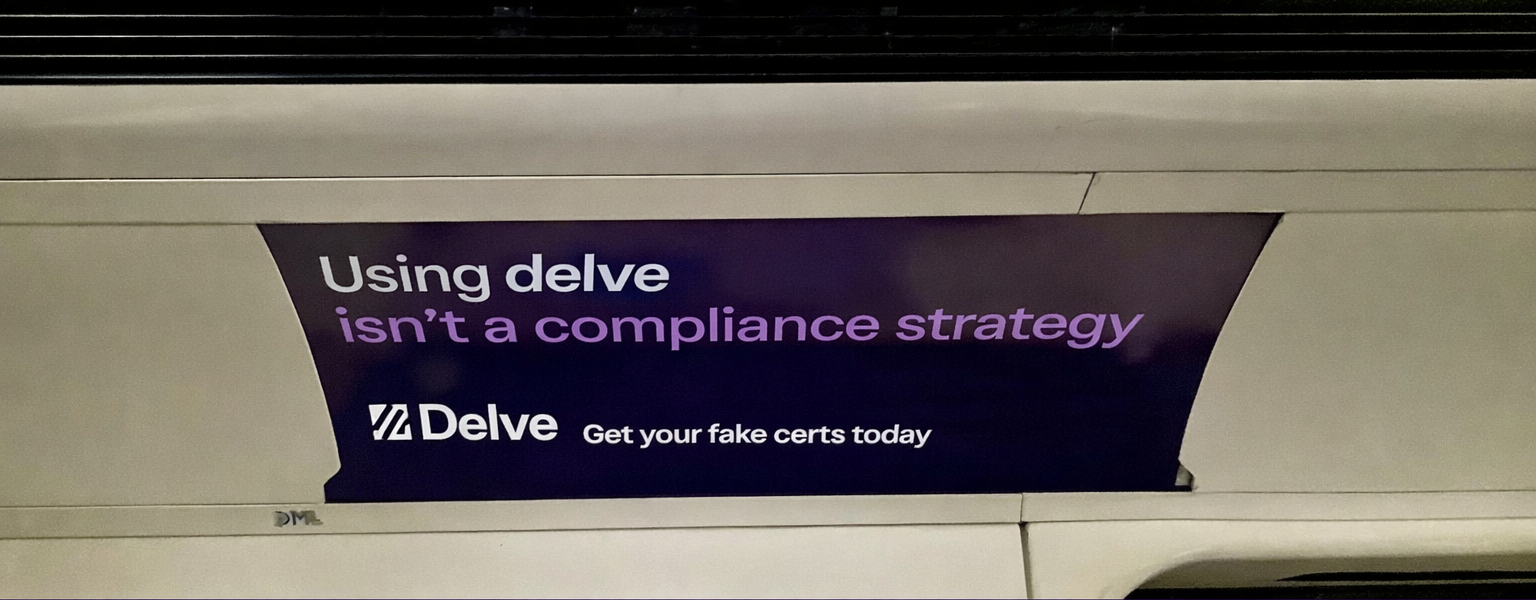 Using delve
isn't a compliance strategy
Delve Get your fake certs today
DML